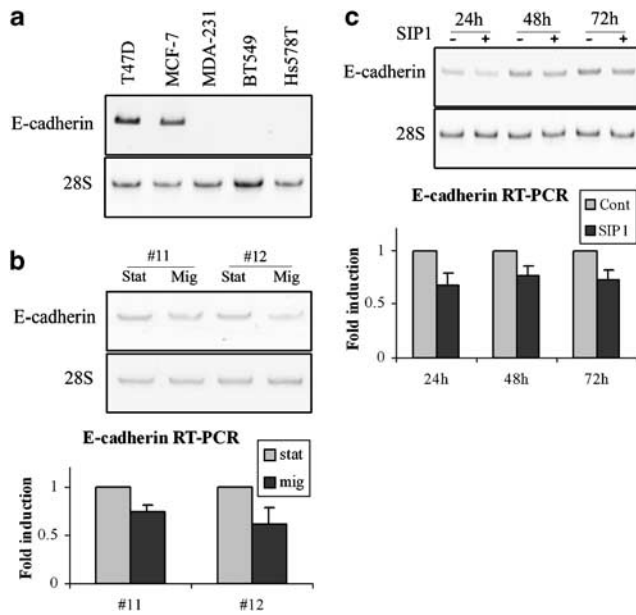 a
T47D
MCF-7
MDA-231
BT549
Hs578T
E-cadherin
28S
b
#11
#12
Stat
Mig
Stat
Mig
E-cadherin
28S
E-cadherin RT-PCR
stat
mig
Fold induction
1
0.5
0
#11
#12
c
24h
48h
72h
SIP1
-
+
-
+
-
+
E-cadherin
28S
E-cadherin RT-PCR
Cont
SIP1
Fold induction
1
0.5
0
24h
48h
72h